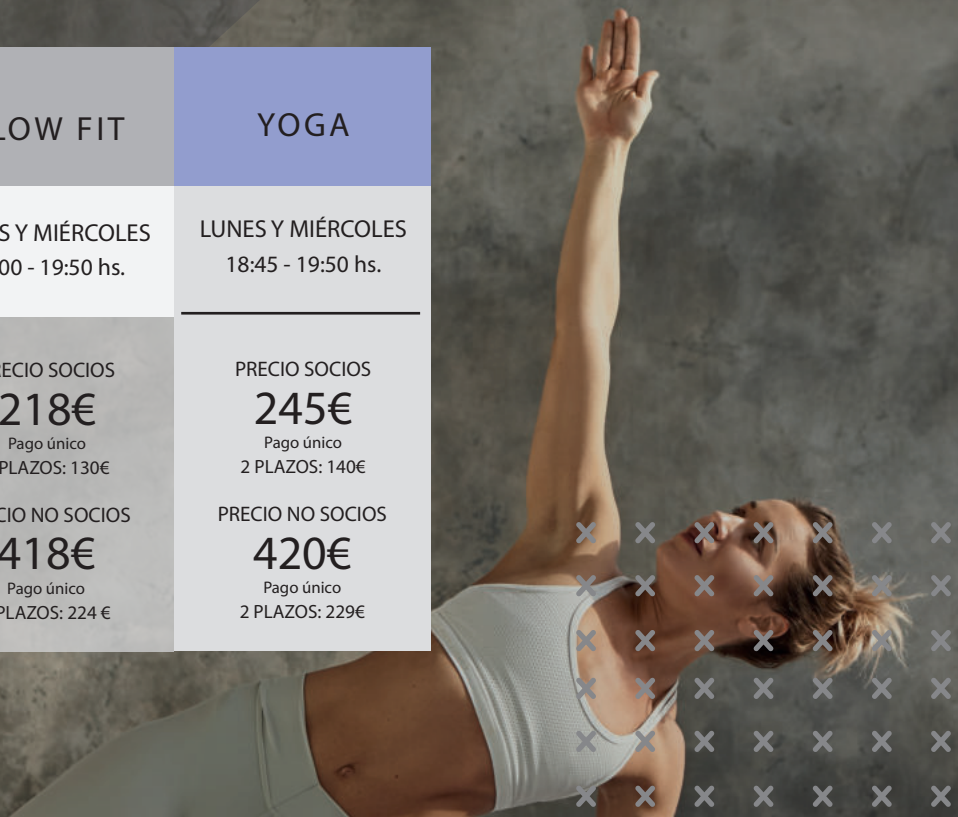 LOW FIT
S Y MIÉRCOLES
00 - 19:50 hs.
ECIO SOCIOS
218€
Pago único
PLAZOS: 130€
CIO NO SOCIOS
418€
Pago único
PLAZOS: 224 €
YOGA
LUNES Y MIÉRCOLES
18:45 - 19:50 hs.
PRECIO SOCIOS
245€
Pago único
2 PLAZOS: 140€
PRECIO NO SOCIOS
420€
Pago único
2 PLAZOS: 229€